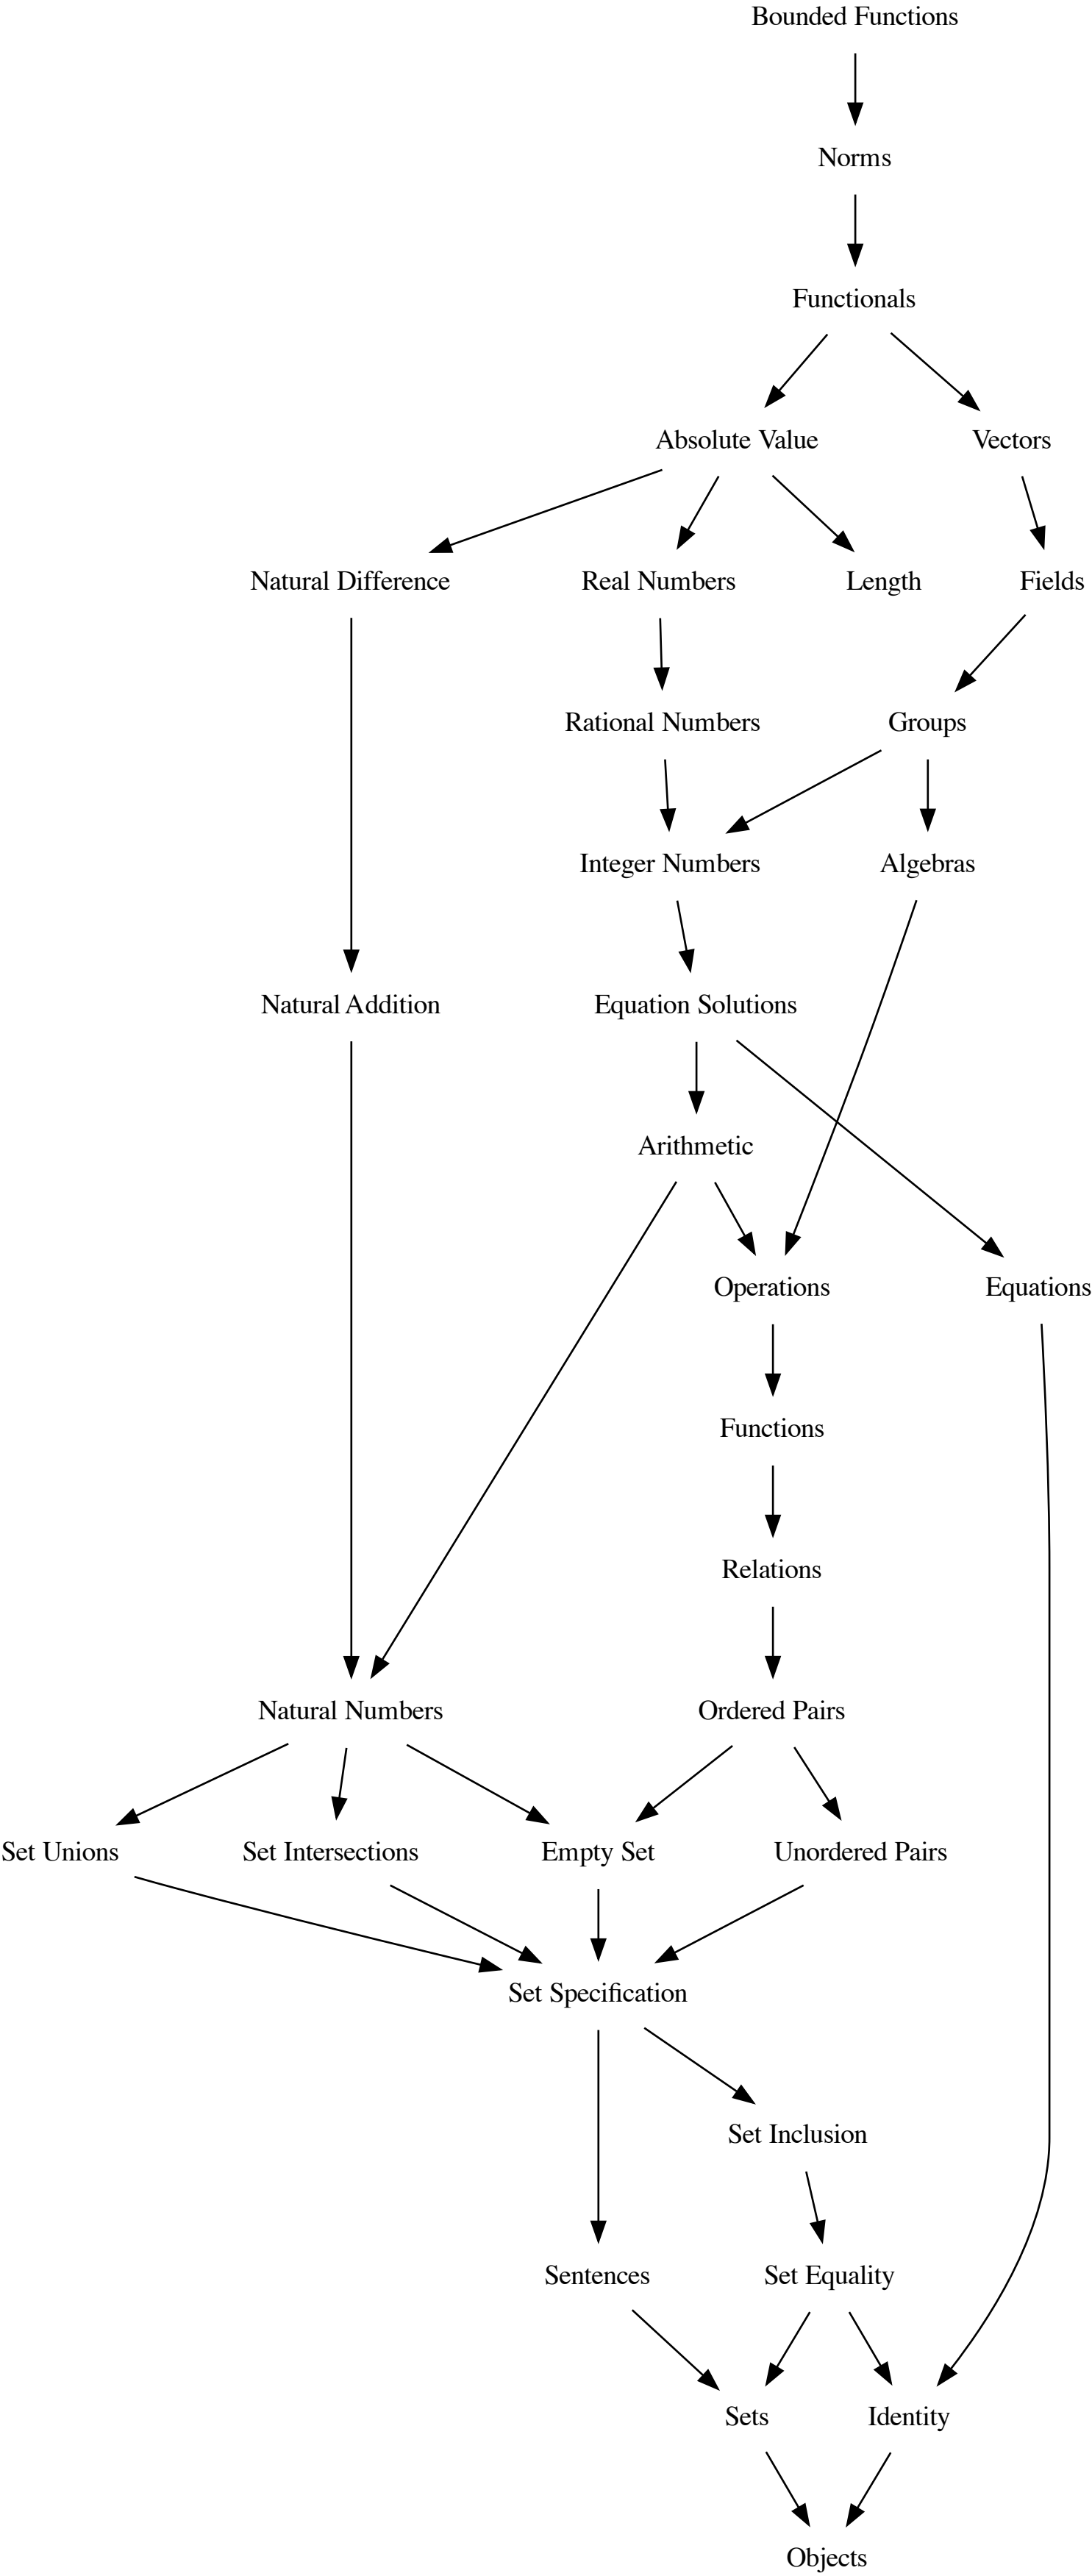 Bounded Functions
Norms
Functionals
Absolute Value
Vectors
Natural Difference
Real Numbers
Length
Fields
Rational Numbers
Groups
Integer Numbers
Algebras
Natural Addition
Equation Solutions
Arithmetic
Operations
Equations
Functions
Relations
Natural Numbers
Ordered Pairs
Set Unions
Set Intersections
Empty Set
Unordered Pairs
Set Specification
Set Inclusion
Sentences
Set Equality
Sets
Identity
Objects